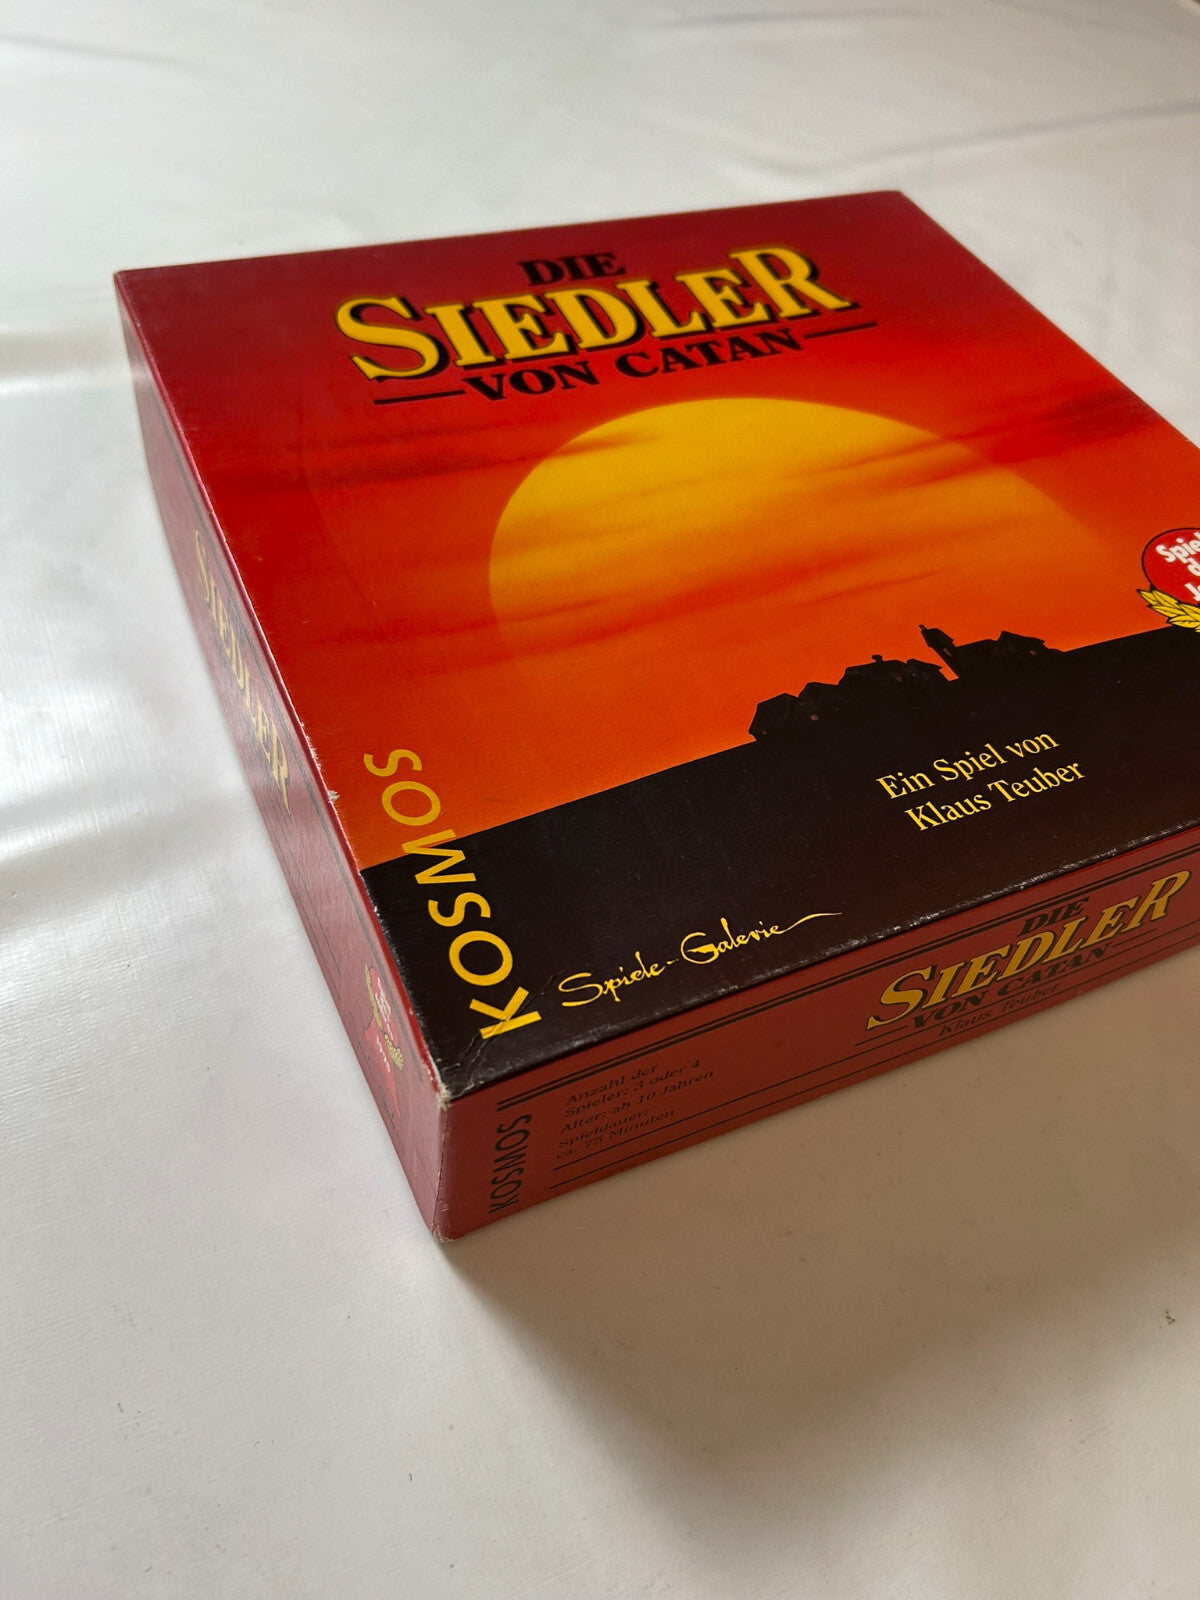 DIE
SIEDLER
VON CATAN
Spiel
Ein Spiel von
Klaus Teuber
KOSMOS
Spiele-Galerie
SIEDLER
DIE
SIEDLER
VON CATAN
Klaus Teuber
KOSMOS
Anzahl der
Spieler: 3 oder 4
Alter: ab 10 Jahren
Spieldauer:
ca. 75 Minuten